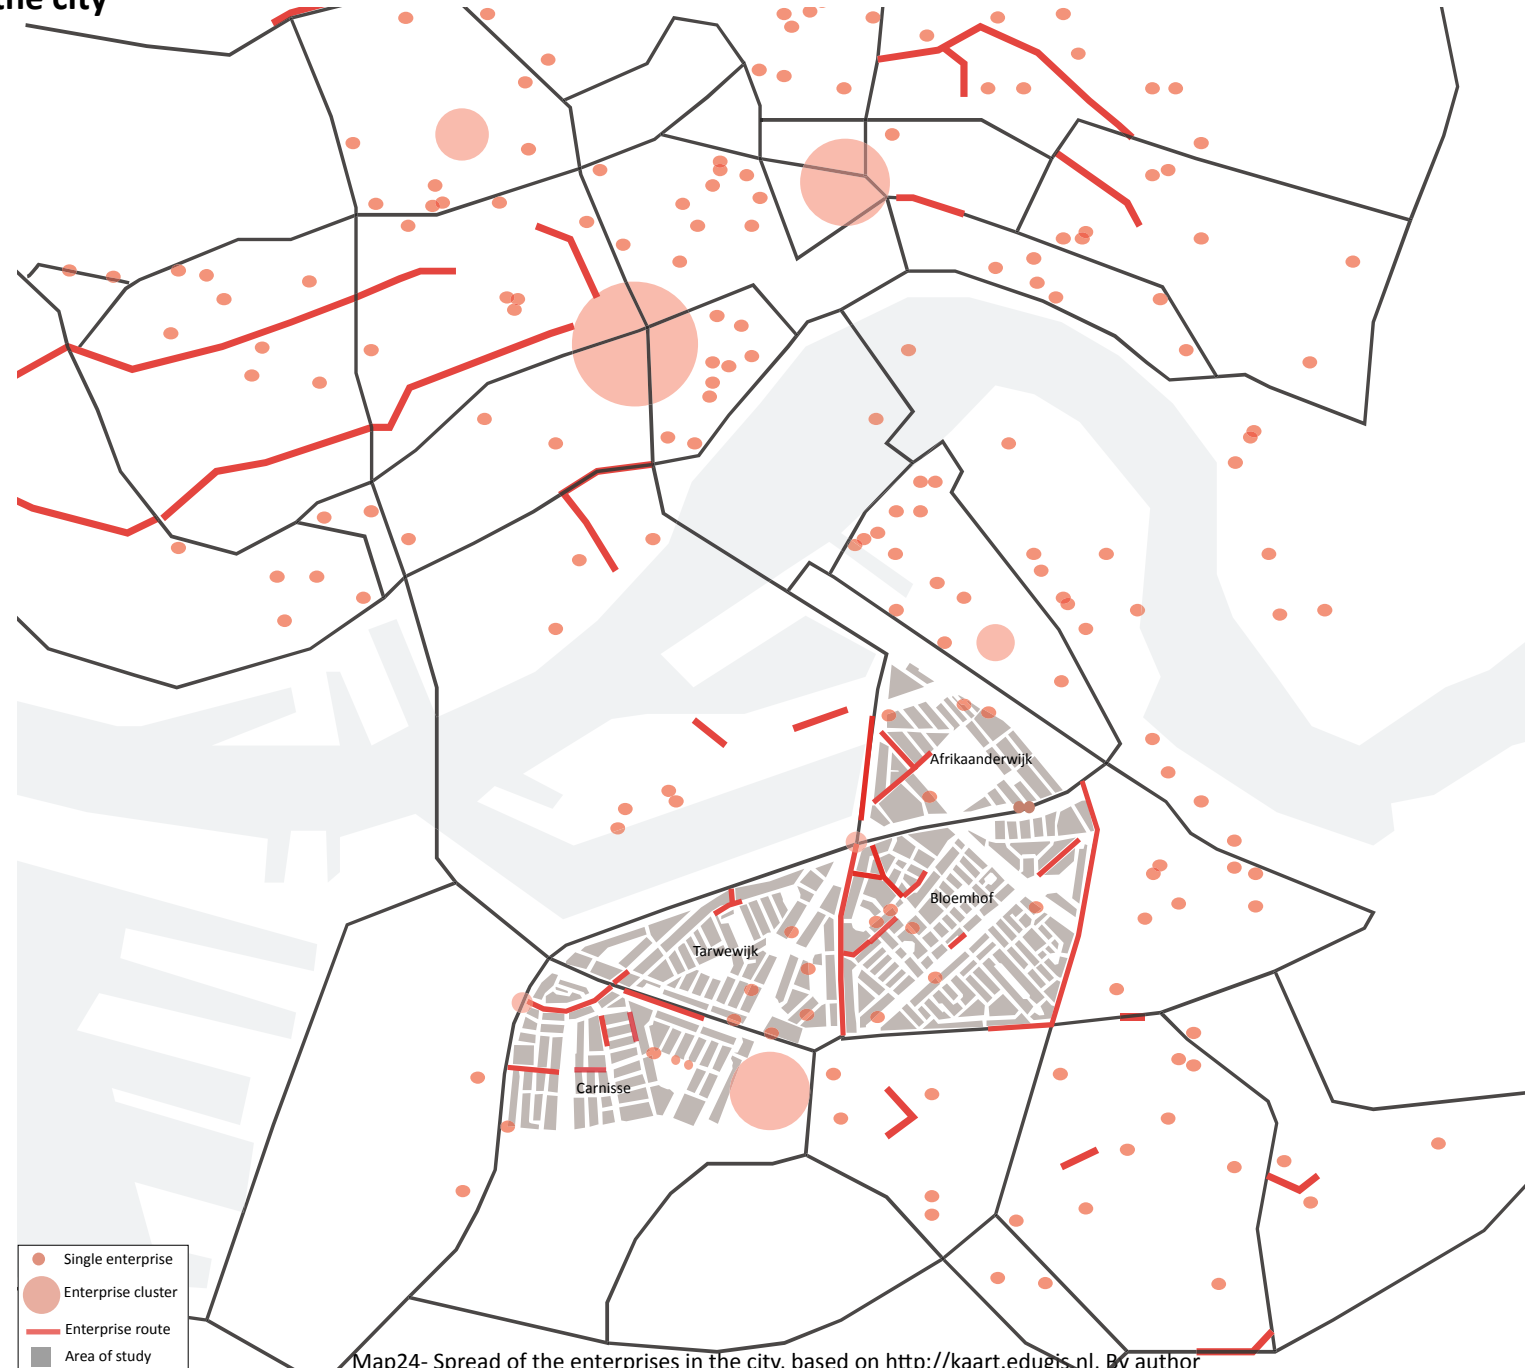 the city
Afrikaanderwijk
Bloemhof
Tarwewijk
Carnisse
Single enterprise
Enterprise cluster
Enterprise route
Area of study
Map24- Spread of the enterprises in the city, based on http://kaart.edugis.nl. By author